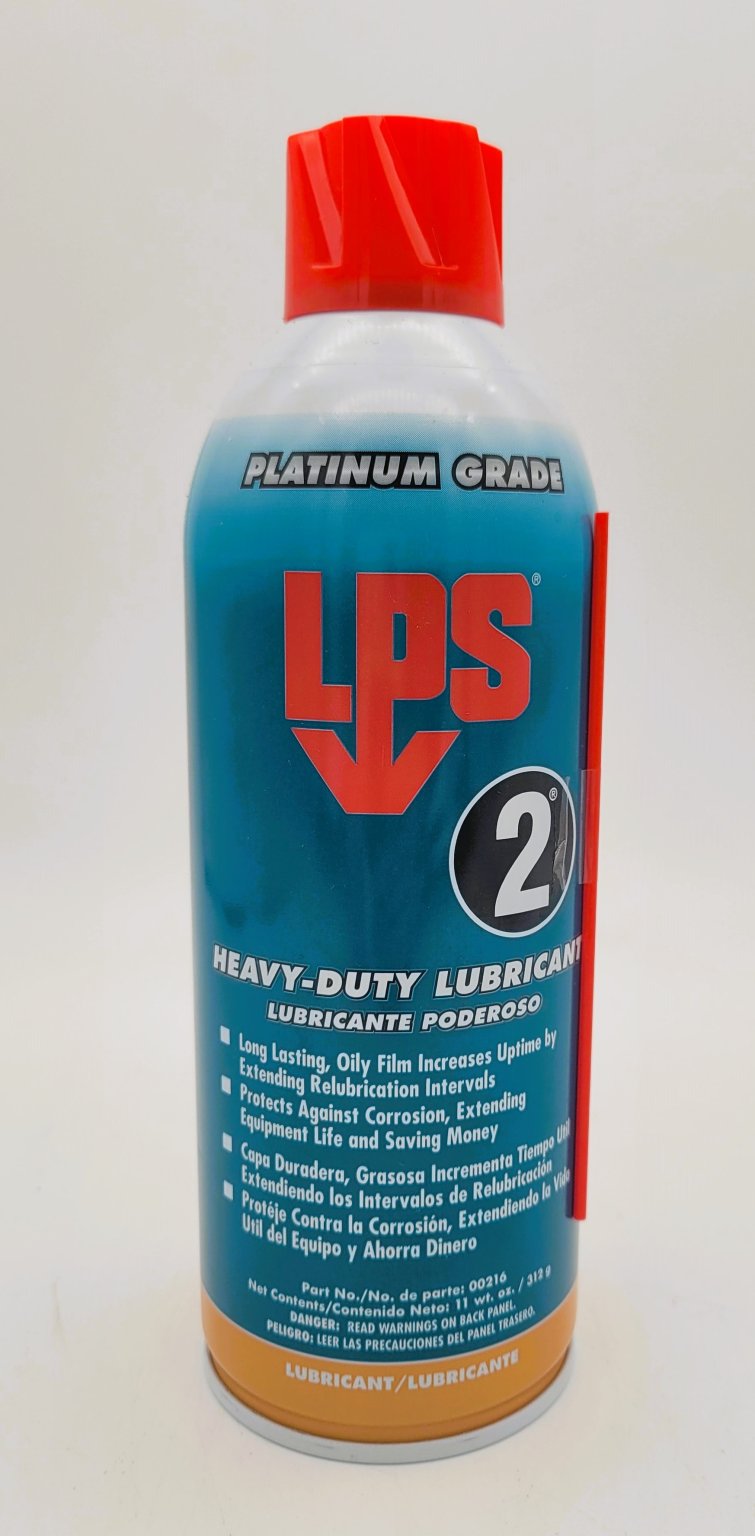 PLATINUM GRADE
LPS®
2®
HEAVY-DUTY LUBRICANT
LUBRICANTE PODEROSO
Long Lasting, Oily Film Increases Uptime by
Extending Relubrication Intervals
Protects Against Corrosion, Extending
Equipment Life and Saving Money
Capa Duradera, Grasosa Incrementa Tiempo Util
Extendiendo los Intervalos de Relubricación
Protéje Contra la Corrosión, Extendiendo la Vida
Util del Equipo y Ahorra Dinero
Part No./No. de parte: 00216
Net Contents/Contenido Neto: 11 wt. oz. / 312 g
DANGER: READ WARNINGS ON BACK PANEL.
PELIGRO: LEER LAS PRECAUCIONES DEL PANEL TRASERO.
LUBRICANT/LUBRICANTE